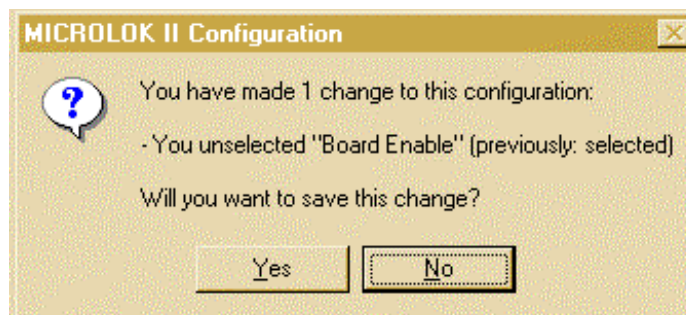 MICROLOK II Configuration
?
You have made 1 change to this configuration:
- You unselected "Board Enable" (previously: selected)
Will you want to save this change?
Yes No